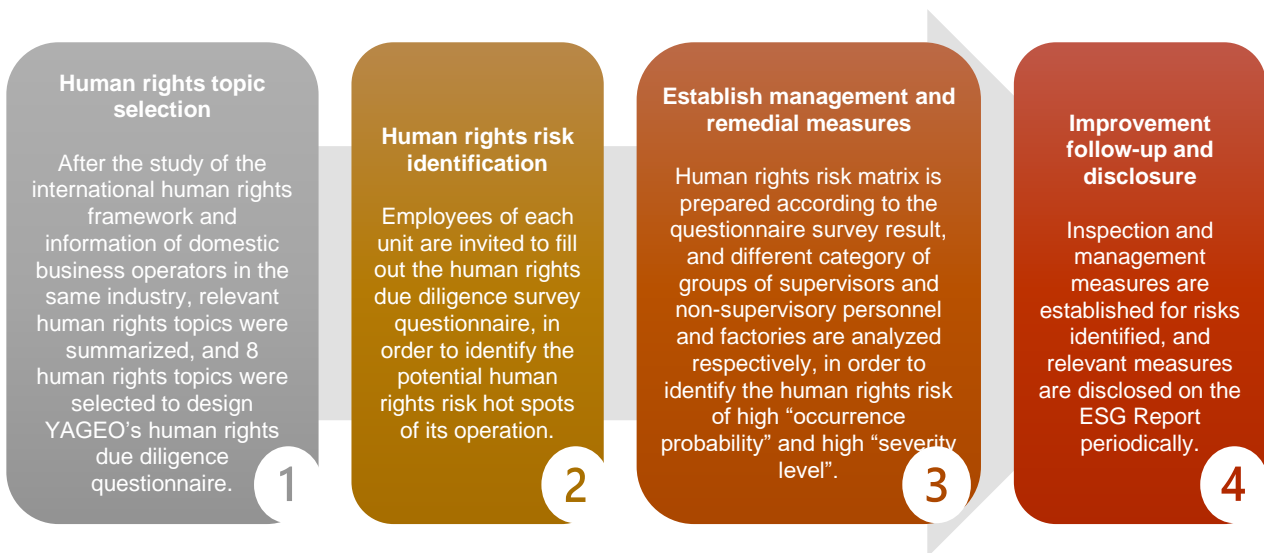 Human rights topic
selection
After the study of the
international human rights
framework and
information of domestic
business operators in the
same industry, relevant
human rights topics were
summarized, and 8
human rights topics were
selected to design
YAGEO's human rights
due diligence
questionnaire.
1
Human rights risk
identification
Employees of each
unit are invited to fill
out the human rights
due diligence survey
questionnaire, in
order to identify the
potential human
rights risk hot spots
of its operation.
2
Establish management and
remedial measures
Human rights risk matrix is
prepared according to the
questionnaire survey result,
and different category of
groups of supervisors and
non-supervisory personnel
and factories are analyzed
respectively, in order to
identify the human rights risk
of high “occurrence
probability” and high “severity
level”.
3
Improvement
follow-up and
disclosure
Inspection and
management
measures are
established for risks
identified, and
relevant measures
are disclosed on the
ESG Report
periodically.
4